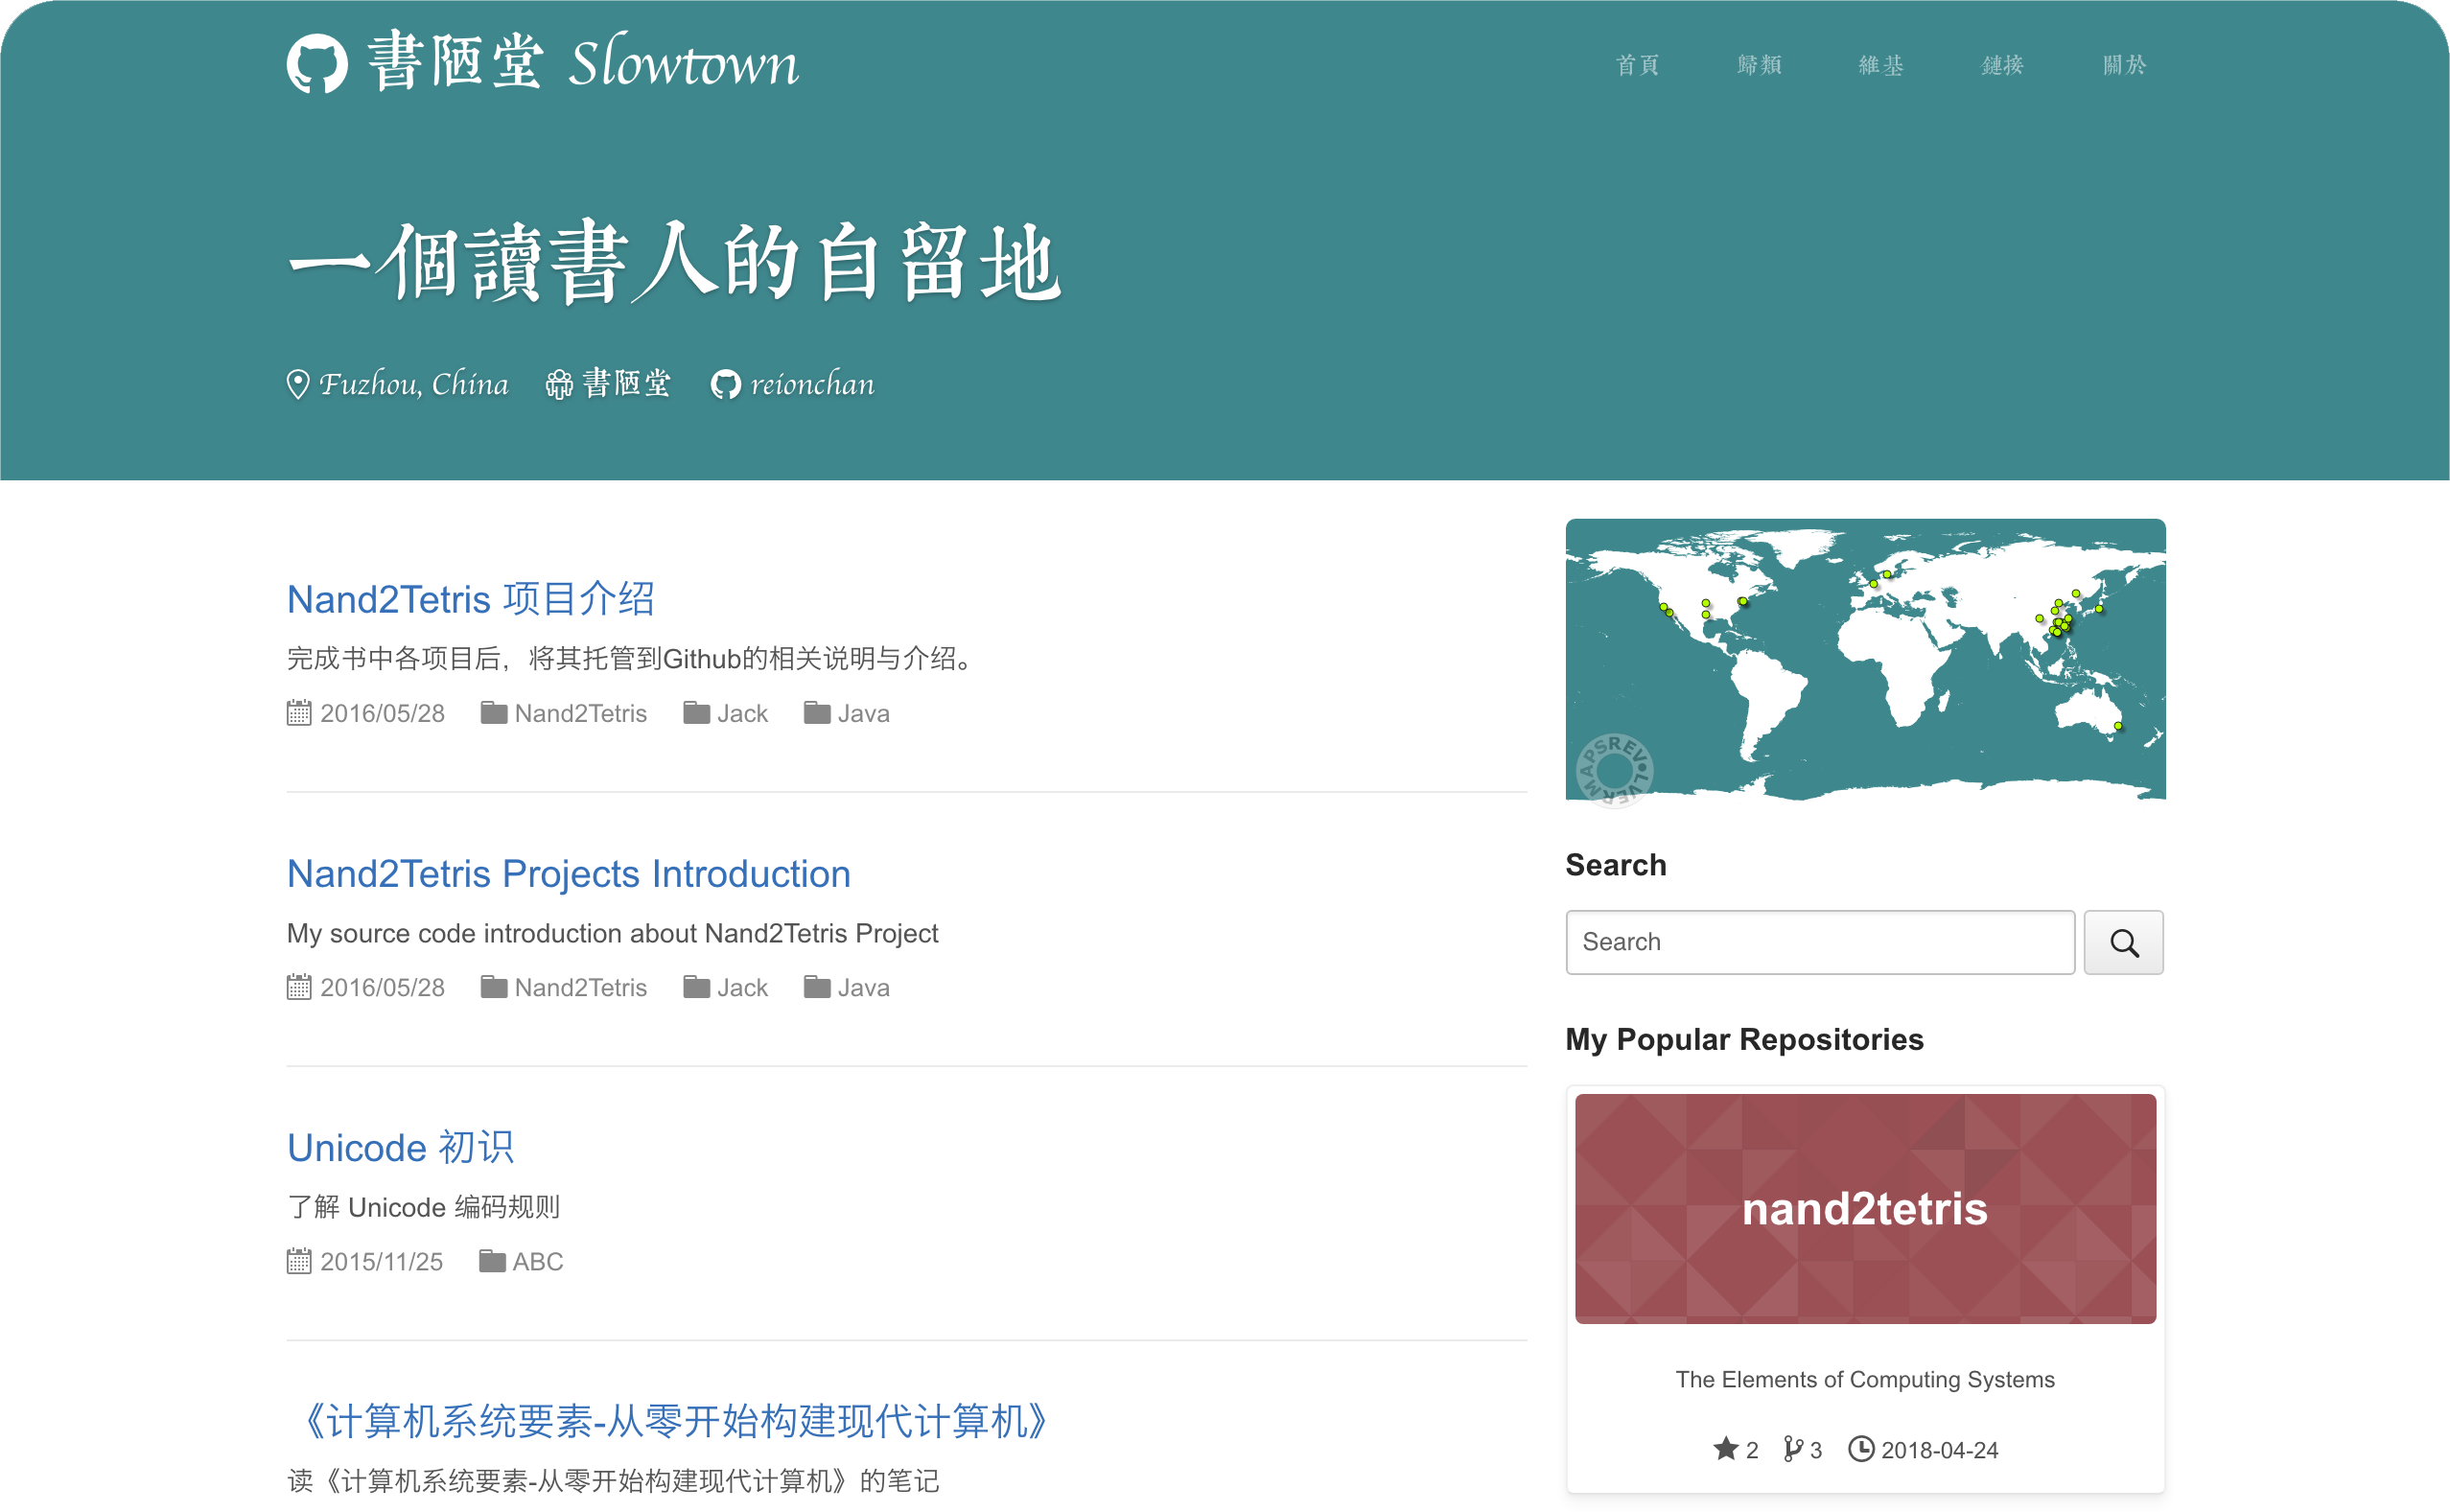 書陋堂 Slowtown
首頁 歸類 維基 鏈接 關於
一個讀書人的自留地
Fuzhou, China 書陋堂 reionchan
Nand2Tetris 项目介绍
完成书中各项目后，将其托管到Github的相关说明与介绍。
2016/05/28 Nand2Tetris Jack Java
Nand2Tetris Projects Introduction
My source code introduction about Nand2Tetris Project
2016/05/28 Nand2Tetris Jack Java
Unicode 初识
了解 Unicode 编码规则
2015/11/25 ABC
《计算机系统要素-从零开始构建现代计算机》
读《计算机系统要素-从零开始构建现代计算机》的笔记
REVOLVERMAPS
Search
Search
My Popular Repositories
nand2tetris
The Elements of Computing Systems
2 3 2018-04-24